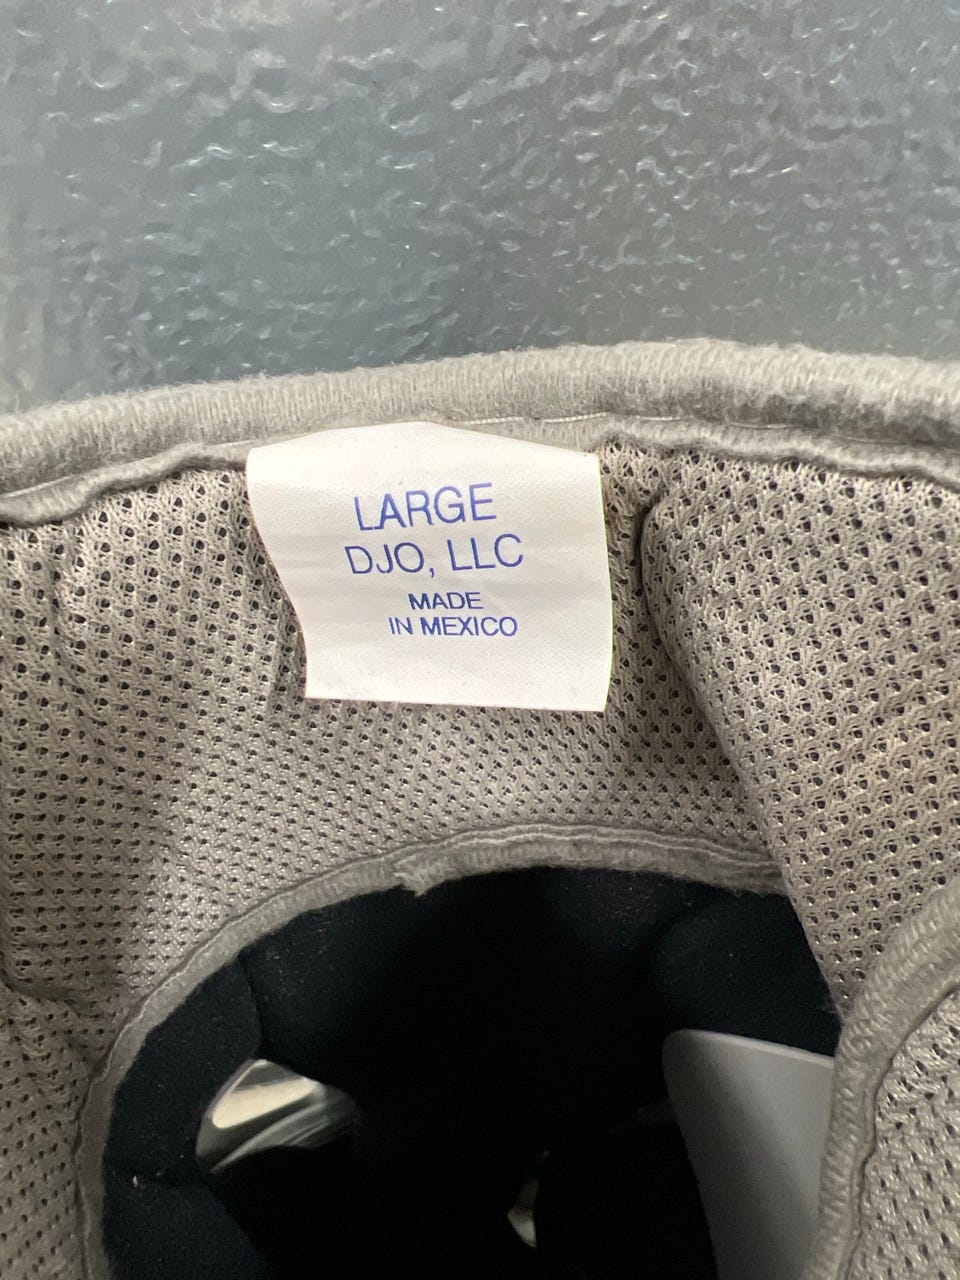 LARGE
DJO, LLC
MADE
IN MEXICO